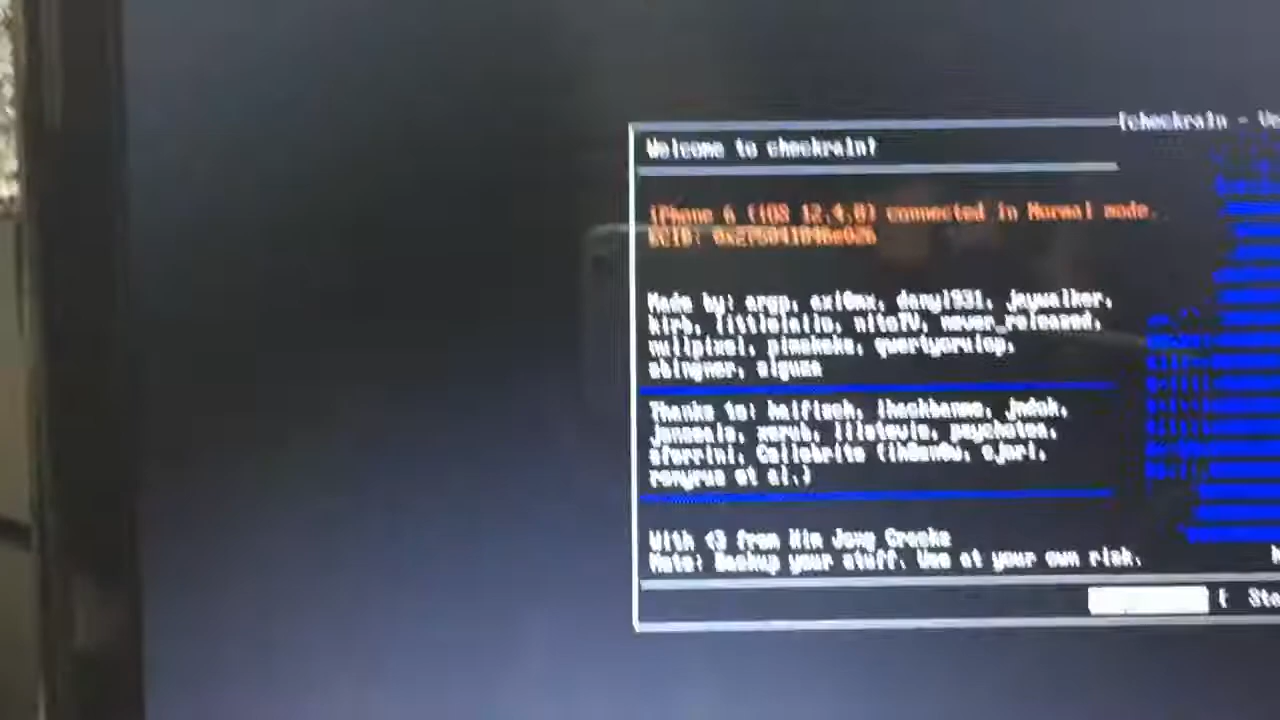 [checkra1n - Ve
Welcome to checkra1n!
iPhone 6 (iOS 12.4.8) connected in Normal mode.
ECID:
Made by: argp, axi0mx, danyl931, jaywalker,
kirb, littlelailo, nitoTV, never_released,
nullpixel, pimskeks, qwertyoruiop,
sbingner, siguza
Thanks to: haifisch, jndok,
jonseals, xerub, lilstevie, psychotea,
sferrini, Cellebrite (ih8sn0w, cjori,
ronyrus et al.)
With <3 from Kim Jong Cracks
Note: Backup your stuff. Use at your own risk.
[ Sta